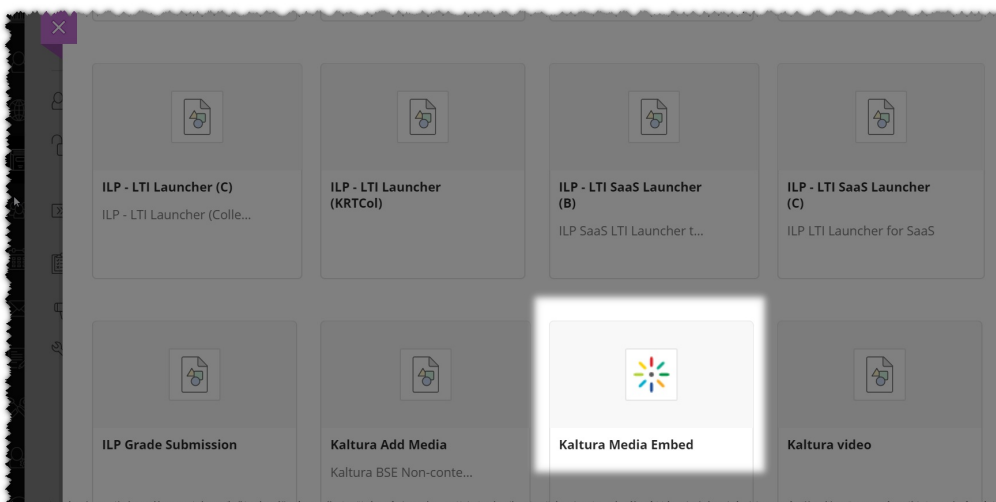 ILP - LTI Launcher (C)
ILP - LTI Launcher (Colle...
ILP - LTI Launcher
(KRTCol)
ILP - LTI SaaS Launcher
(B)
ILP SaaS LTI Launcher t...
ILP - LTI SaaS Launcher
(C)
ILP LTI Launcher for SaaS
ILP Grade Submission
Kaltura Add Media
Kaltura BSE Non-conte...
Kaltura Media Embed
Kaltura video